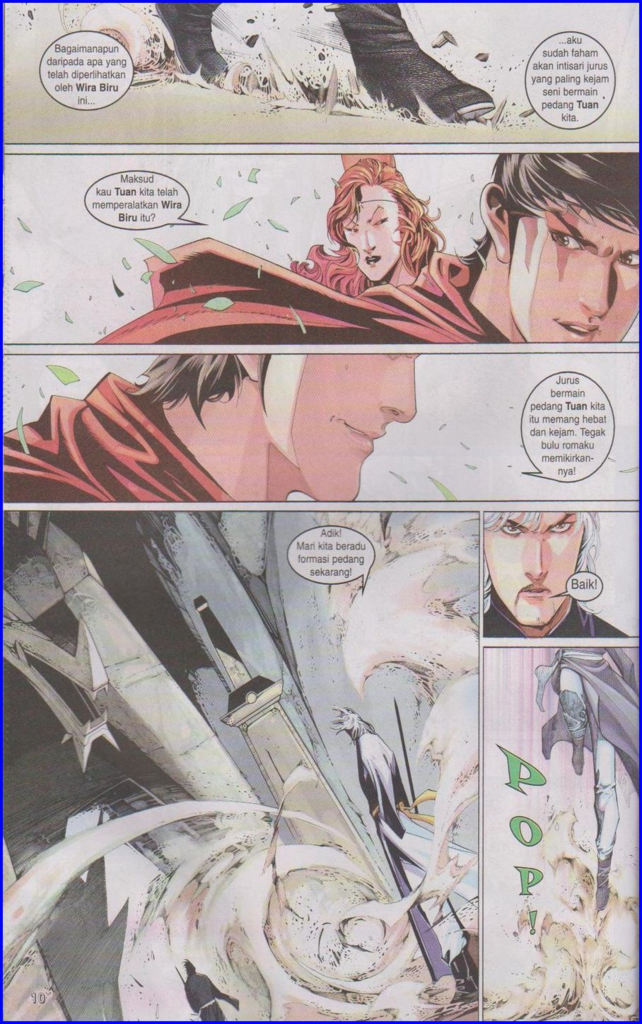 Bagaimanapun
daripada apa yang
telah diperlihatkan
oleh Wira Biru
ini...
...aku
sudah faham
akan intisari jurus
yang paling kejam
seni bermain
pedang Tuan
kita.
Maksud
kau Tuan kita telah
memperalatkan Wira
Biru itu?
Jurus
bermain
pedang Tuan kita
itu memang hebat
dan kejam. Tegak
bulu romaku
memikirkan-
nya!
Adik!
Mari kita beradu
formasi pedang
sekarang!
Baik!
POP!
10